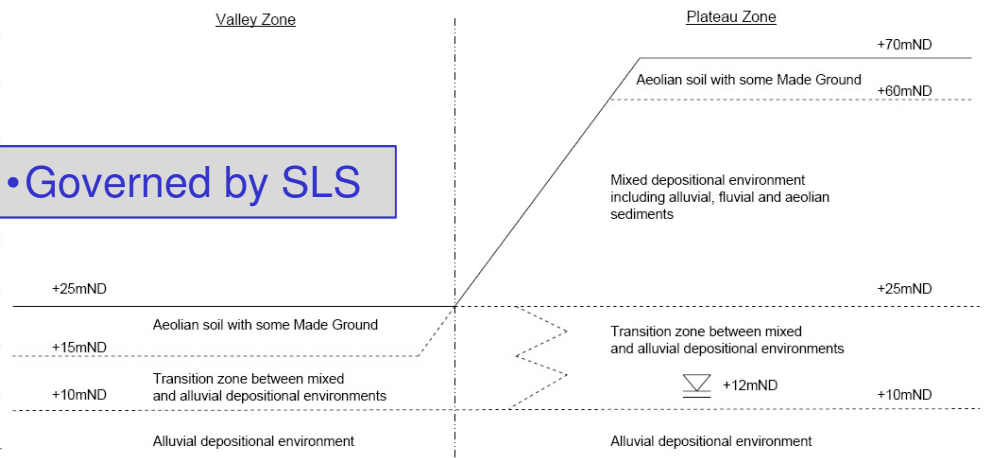 Valley Zone
Plateau Zone
+70mND
Aeolian soil with some Made Ground
+60mND
•Governed by SLS
Mixed depositional environment
including alluvial, fluvial and aeolian
sediments
+25mND
+25mND
Aeolian soil with some Made Ground
+15mND
Transition zone between mixed
and alluvial depositional environments
Transition zone between mixed
and alluvial depositional environments
+12mND
+10mND
+10mND
Alluvial depositional environment
Alluvial depositional environment